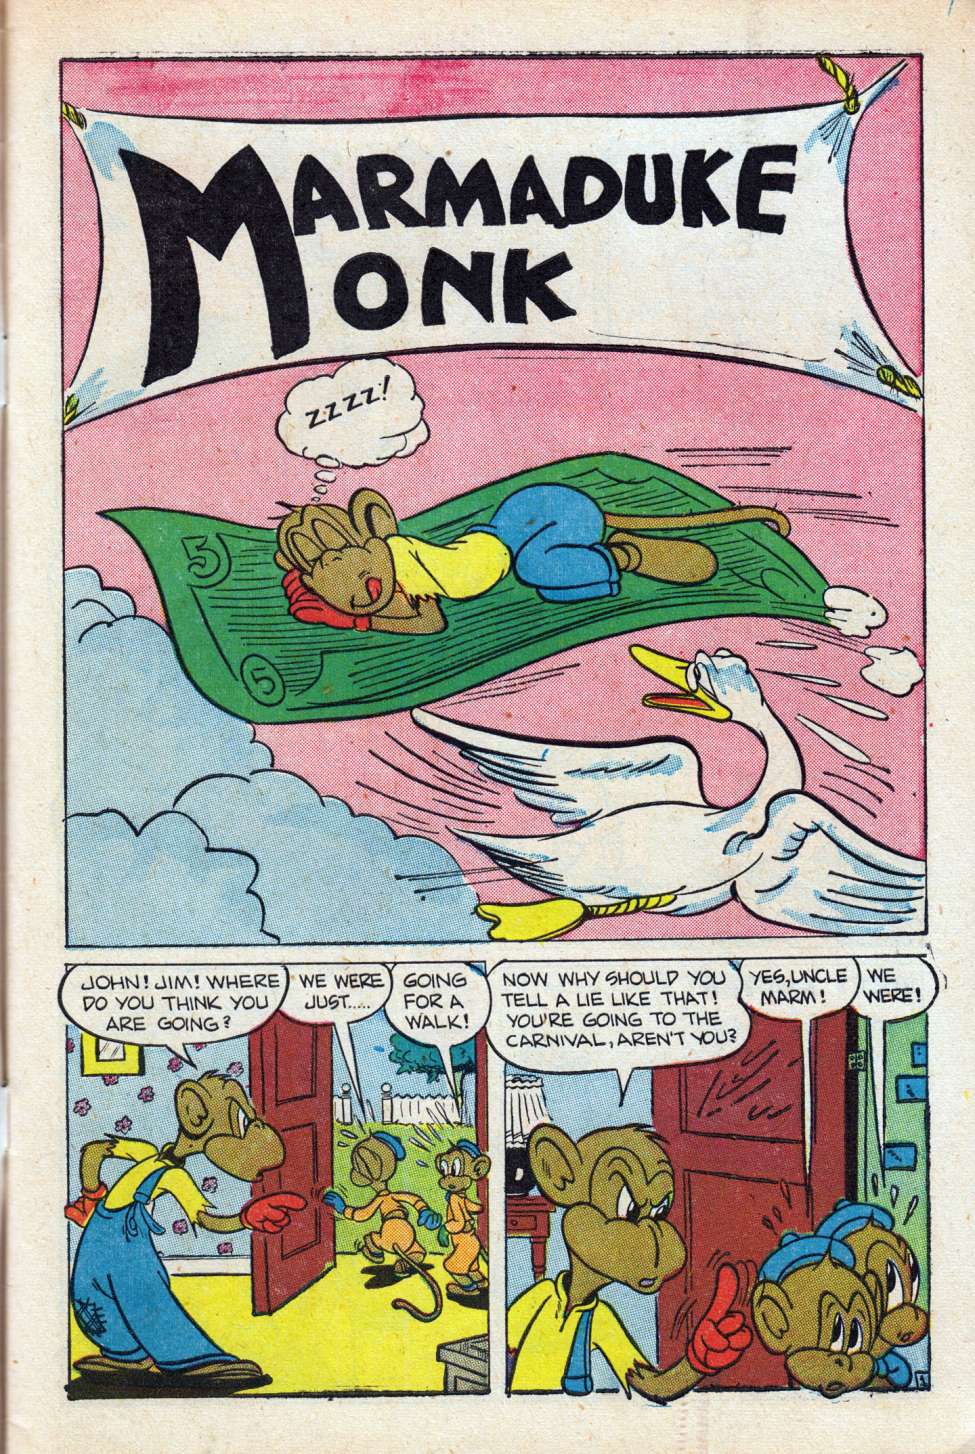 MARMADUKE
MONK
ZZZZ!
5
5
JOHN! JIM! WHERE
DO YOU THINK YOU
ARE GOING?
WE WERE
JUST.....
GOING
FOR A
WALK!
NOW WHY SHOULD YOU
TELL A LIE LIKE THAT!
YOU'RE GOING TO THE
CARNIVAL, AREN'T YOU?
YES, UNCLE
MARM!
WE
WERE!